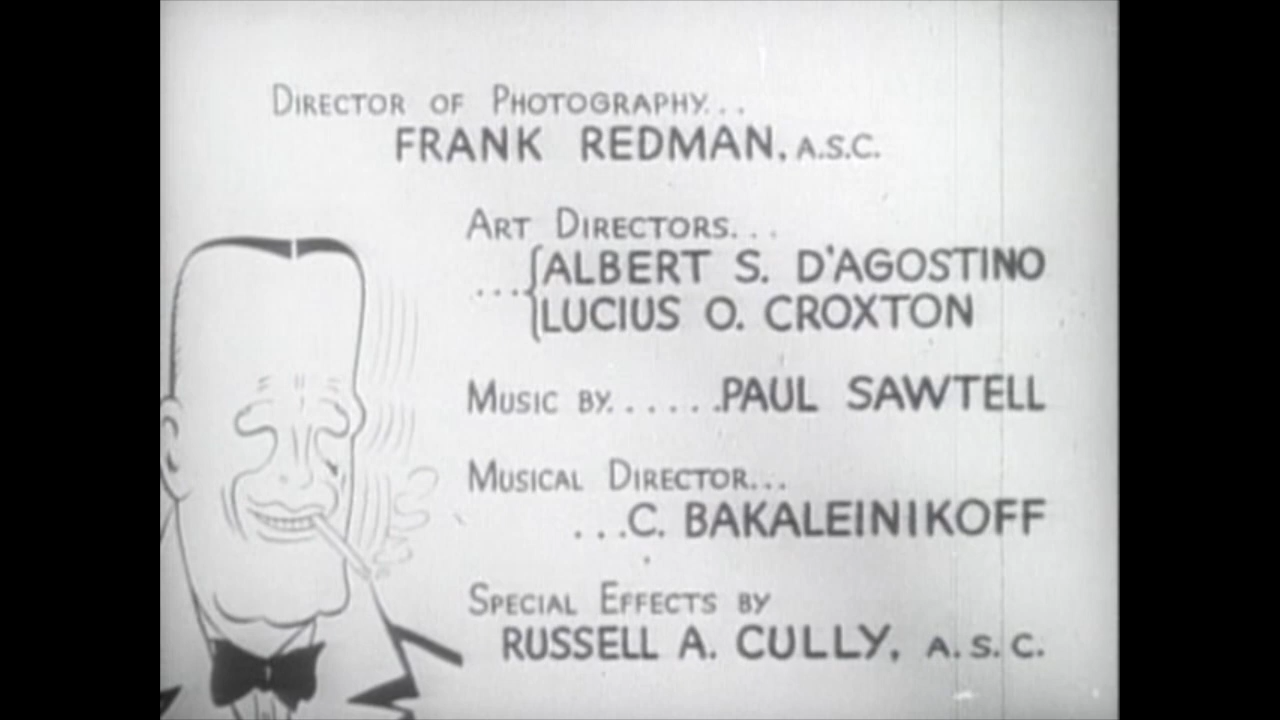 DIRECTOR OF PHOTOGRAPHY...
FRANK REDMAN, A.S.C.
ART DIRECTORS...
...{ALBERT S. D'AGOSTINO
LUCIUS O. CROXTON
MUSIC BY......PAUL SAWTELL
MUSICAL DIRECTOR...
...C. BAKALEINIKOFF
SPECIAL EFFECTS BY
RUSSELL A. CULLY, A.S.C.